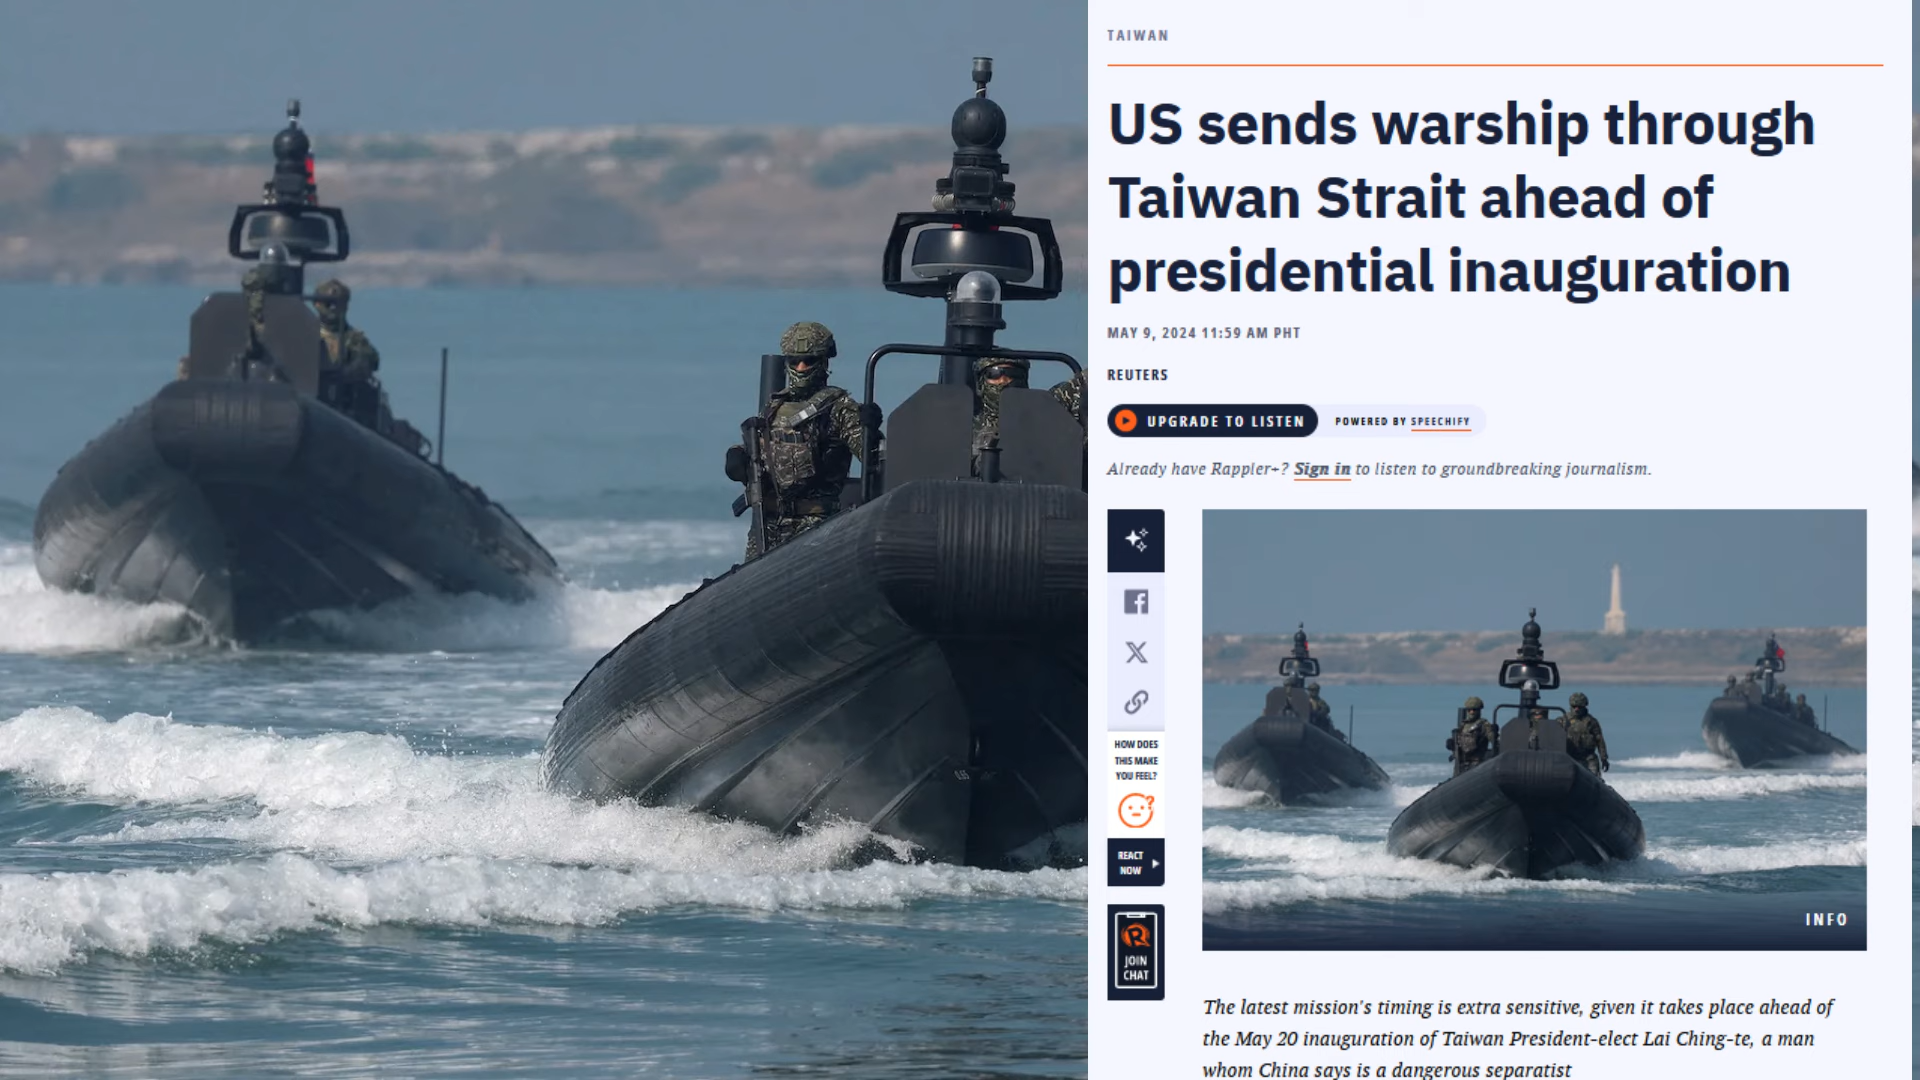 TAIWAN
US sends warship through
Taiwan Strait ahead of
presidential inauguration
MAY 9, 2024 11:59 AM PHT
REUTERS
UPGRADE TO LISTEN
POWERED BY SPEECHIFY
Already have Rappler+? Sign in to listen to groundbreaking journalism.
HOW DOES
THIS MAKE
YOU FEEL?
REACT
NOW
R
JOIN
CHAT
INFO
The latest mission's timing is extra sensitive, given it takes place ahead of
the May 20 inauguration of Taiwan President-elect Lai Ching-te, a man
whom China says is a dangerous separatist